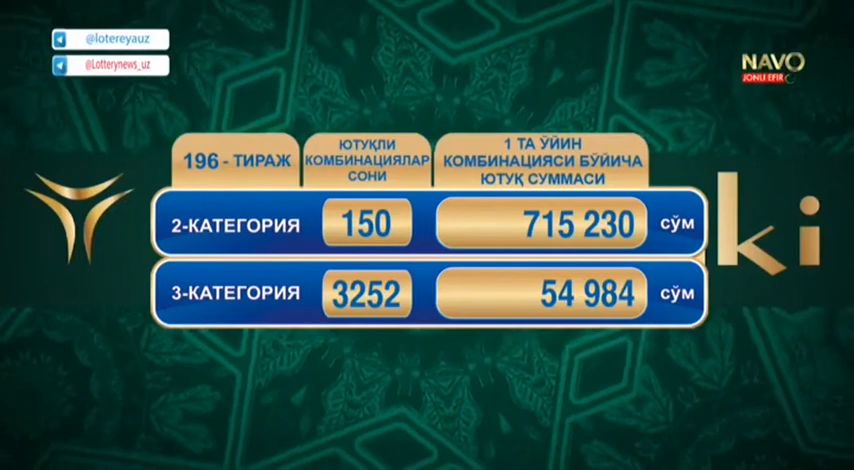 @lotereyauz
@Lotterynews_uz
NAVO
JONLI EFIR
196 - ТИРАЖ
ЮТУҚЛИ
КОМБИНАЦИЯЛАР
СОНИ
1 ТА ЎЙИН
КОМБИНАЦИЯСИ БЎЙИЧА
ЮТУҚ СУММАСИ
2-КАТЕГОРИЯ 150 715 230 сўм
3-КАТЕГОРИЯ 3252 54 984 сўм
ki